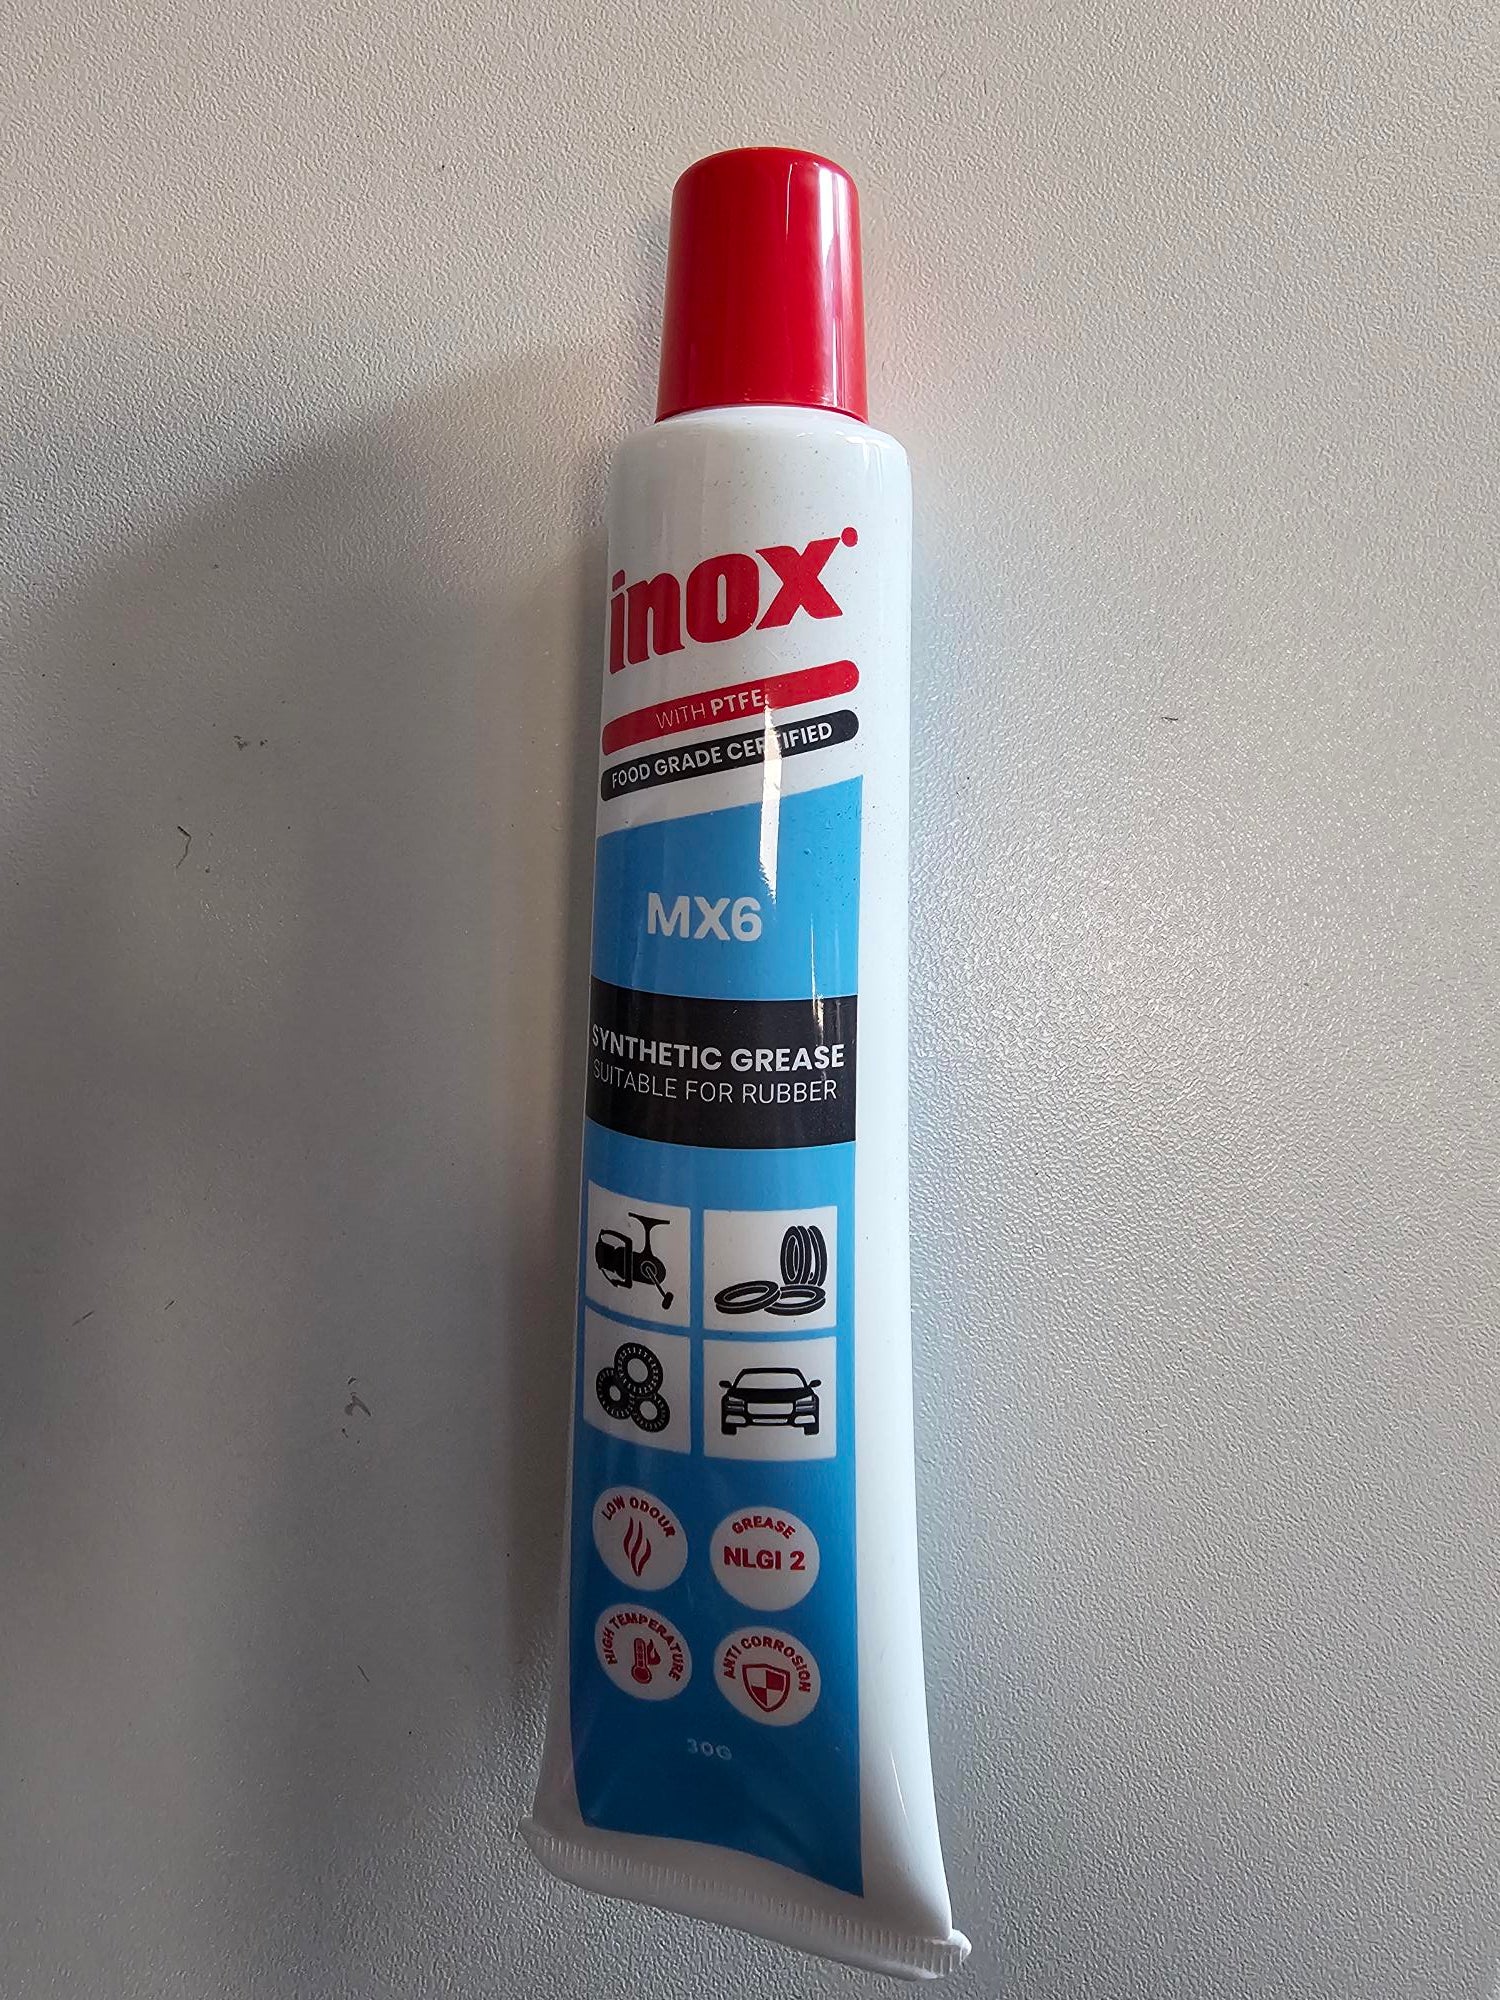 inox
WITH PTFE
FOOD GRADE CERTIFIED
MX6
SYNTHETIC GREASE
SUITABLE FOR RUBBER
LOW ODOUR
GREASE
NLGI 2
HIGH TEMPERATURE
ANTI CORROSION
30G